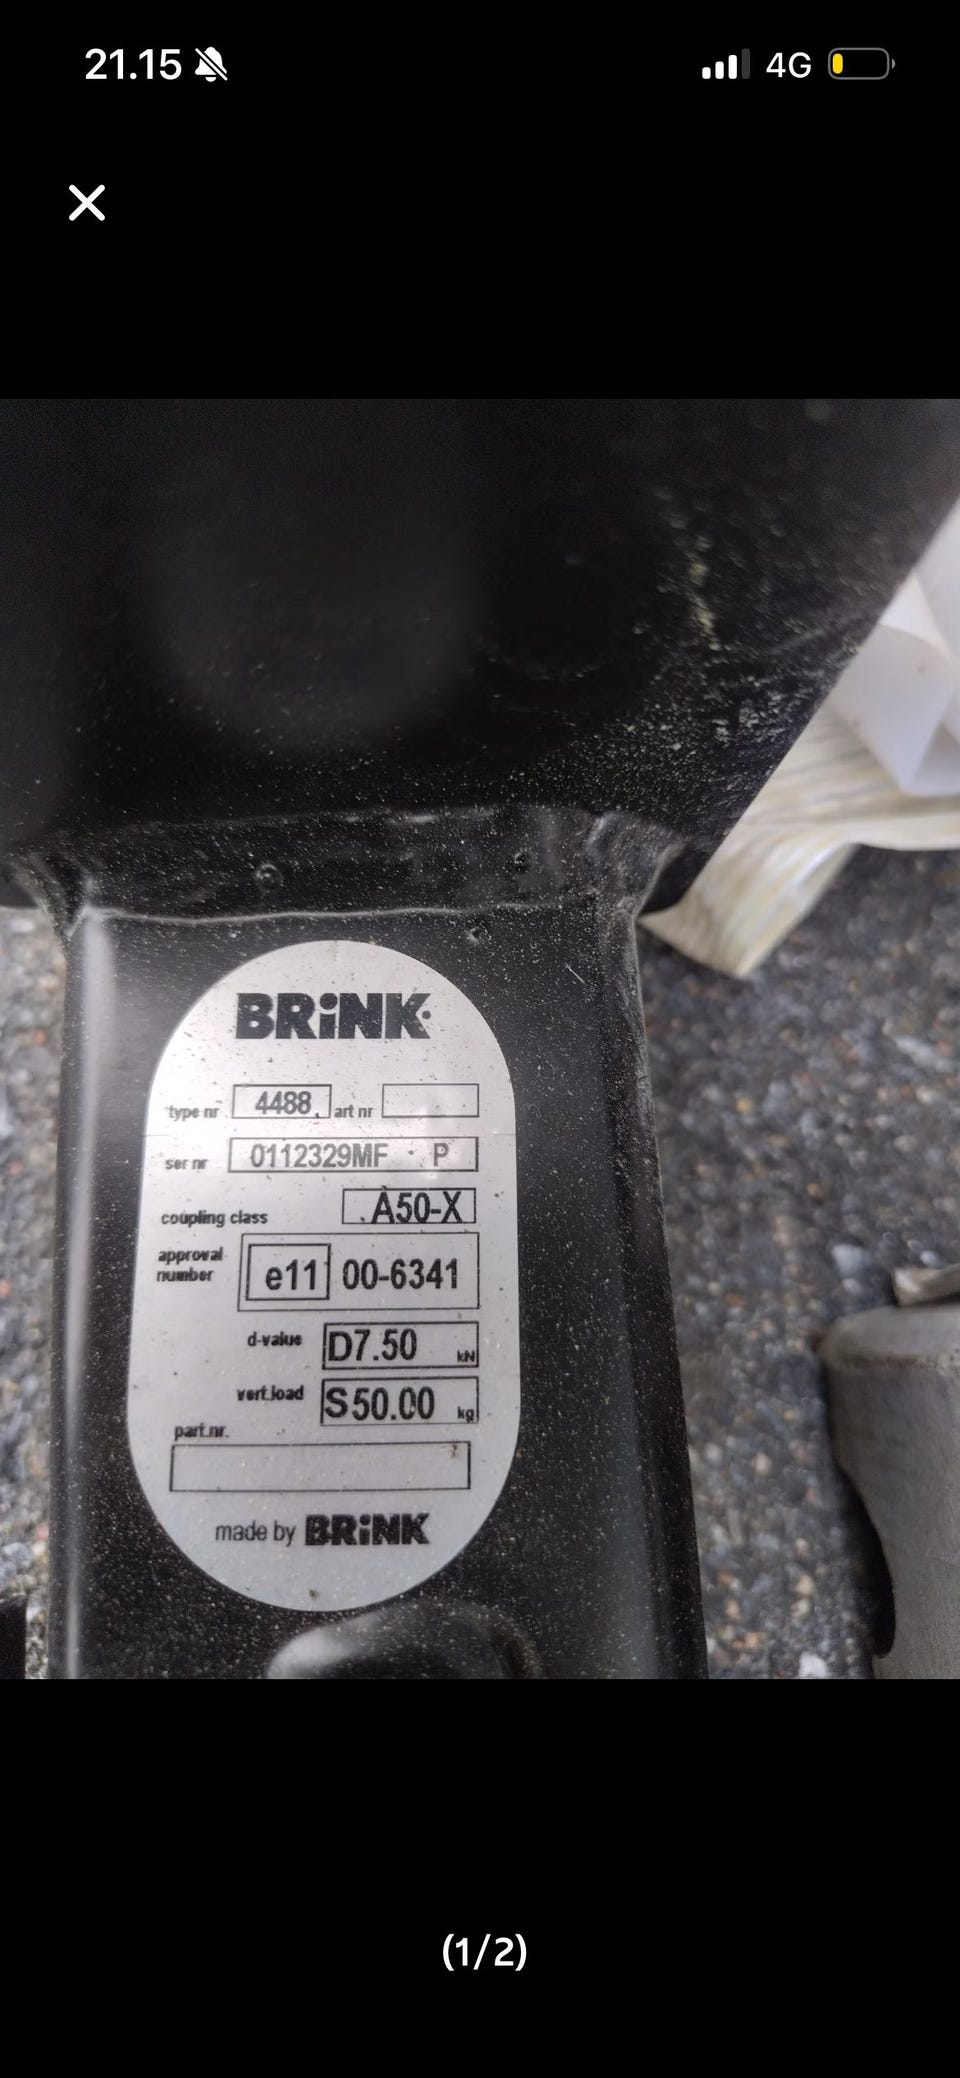 21.15
4G
BRiNK
type nr 4488 art nr
ser nr 0112329MF P
coupling class A50-X
approval number e11 00-6341
d-value D7.50 kN
vert.load S50.00 kg
part.nr.
made by BRiNK
(1/2)